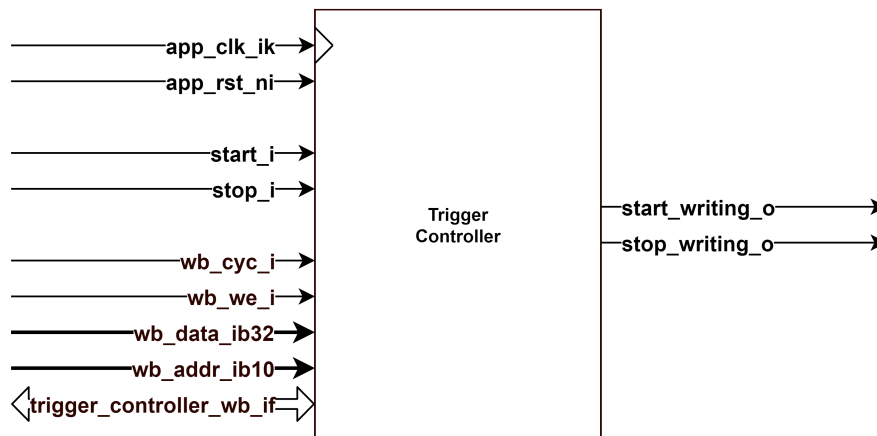 app_clk_ik
app_rst_ni
start_i
stop_i
Trigger
Controller
start_writing_o
stop_writing_o
wb_cyc_i
wb_we_i
wb_data_ib32
wb_addr_ib10
trigger_controller_wb_if